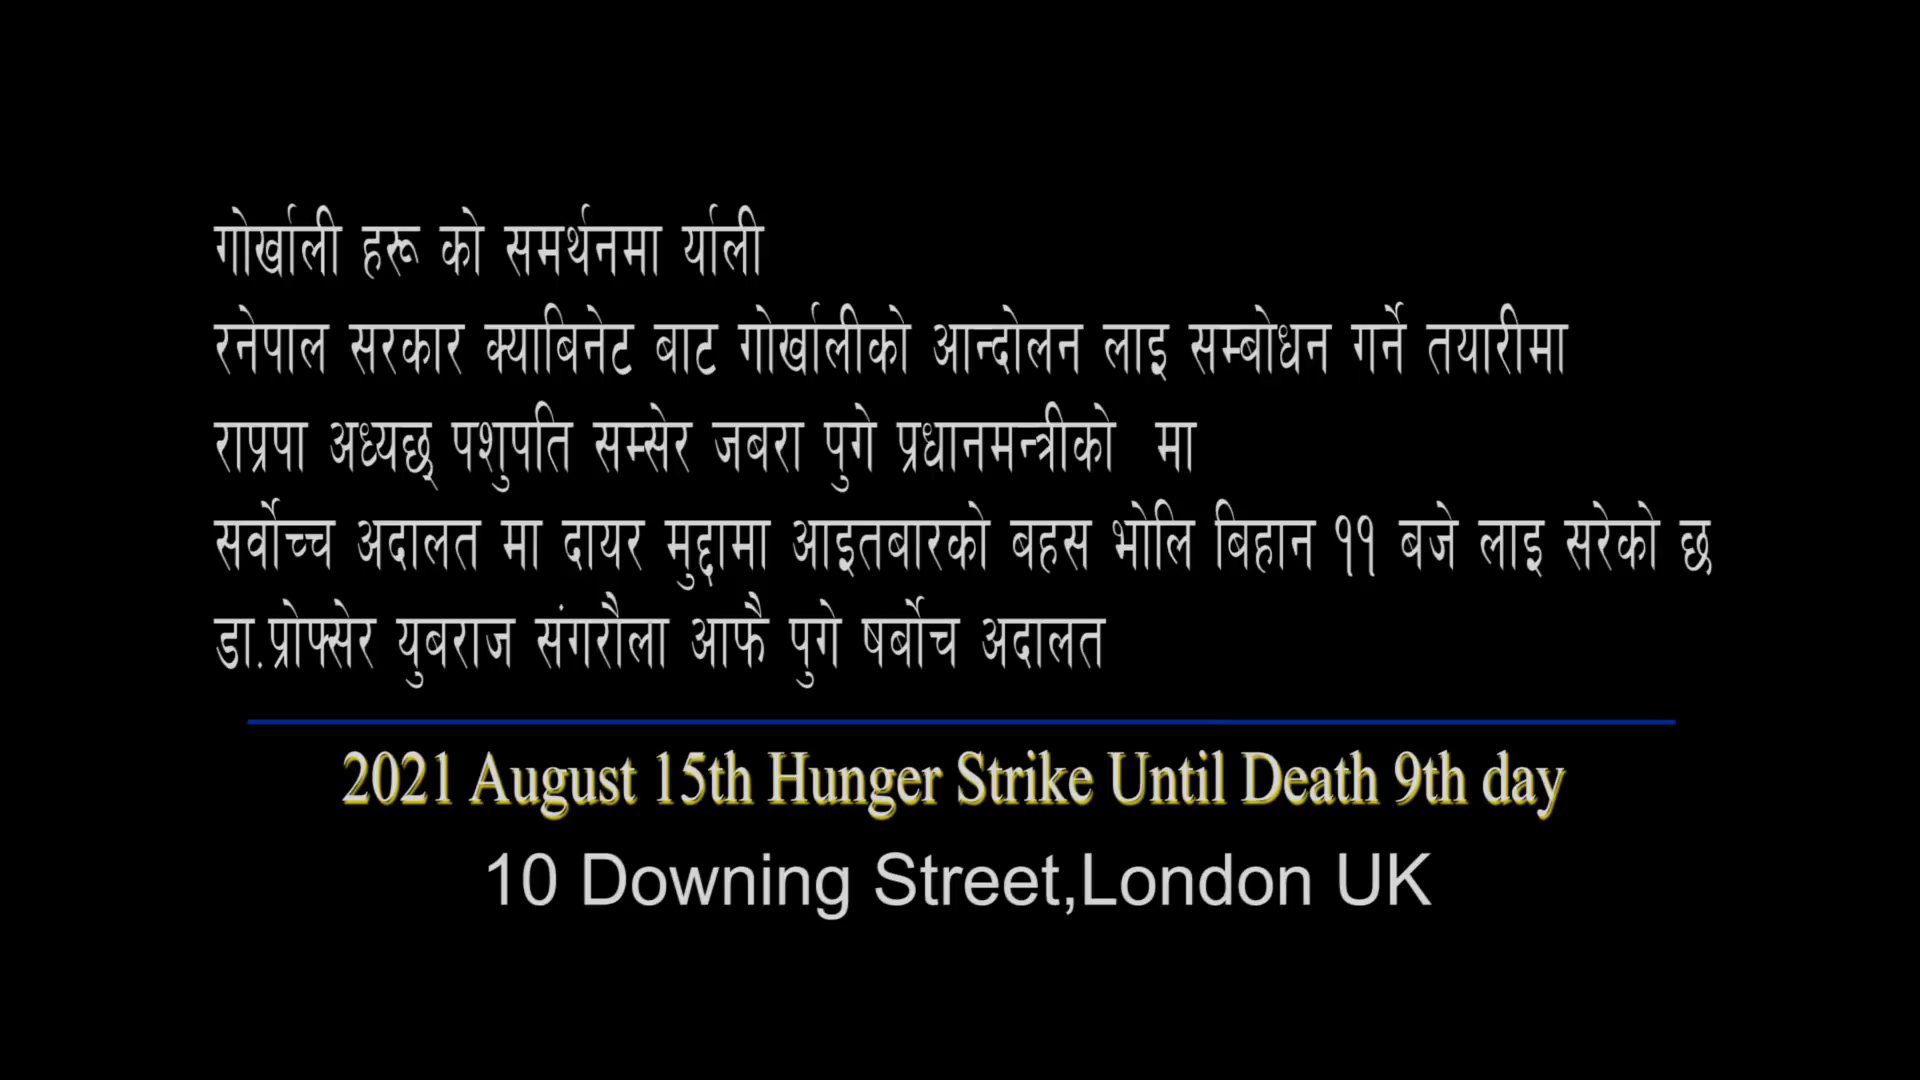 गोर्खाली हरू को समर्थनमा र्याली
रनेपाल सरकार क्याबिनेट बाट गोर्खालीको आन्दोलन लाइ सम्बोधन गर्ने तयारीमा
राप्रपा अध्यछ् पशुपति सम्सेर जबरा पुगे प्रधानमन्त्रीको मा
सर्वोच्च अदालत मा दायर मुद्दामा आइतबारको बहस भोलि बिहान ११ बजे लाइ सरेको छ
डा.प्रोफ्सेर युबराज संगरौला आफै पुगे षर्बोच अदालत
2021 August 15th Hunger Strike Until Death 9th day
10 Downing Street,London UK